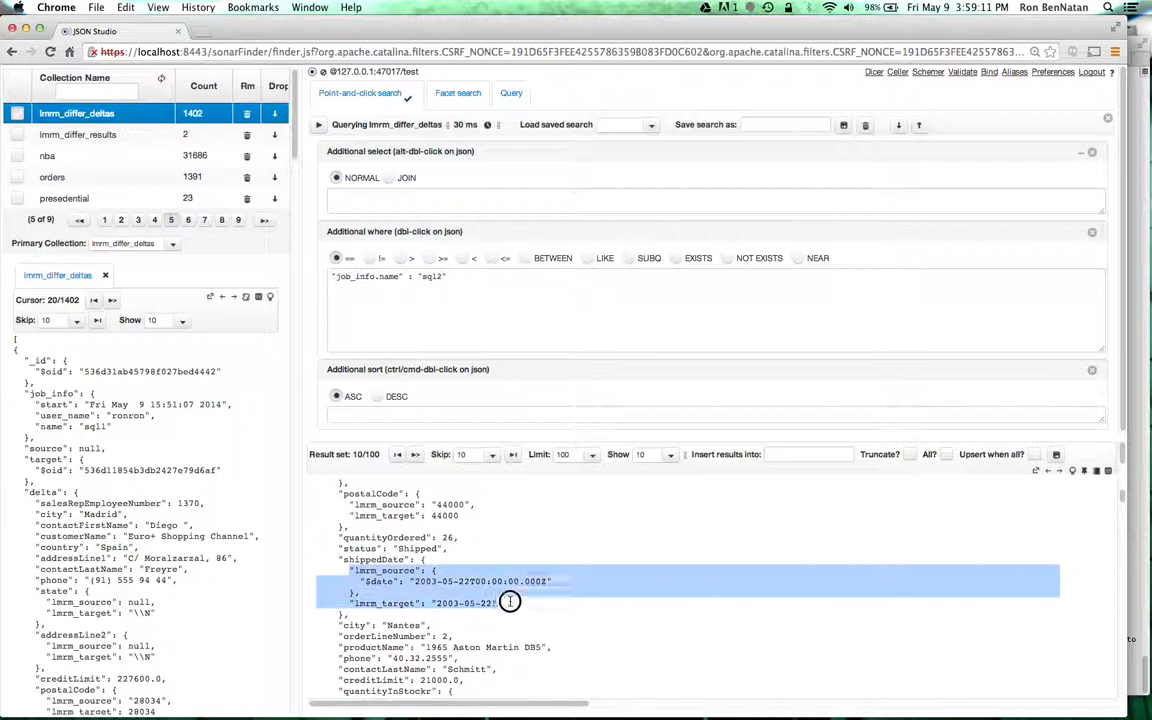 Chrome File Edit View History Bookmarks Window Help 1 98% Fri May 9 3:59:11 PM Ron BenNatan
JSON Studio
https://localhost:8443/sonarFinder/finder.jsf?org.apache.catalina.filters.CSRF_NONCE=191D65F3FEE4255786359B083FD0C602&org.apache.catalina.filters.CSRF_NONCE=191D65F3FEE42557863...
Collection Name Count Rm Drop
lmrm_differ_deltas 1402
lmrm_differ_results 2
nba 31686
orders 1391
presedential 23
(5 of 9) 1 2 3 4 5 6 7 8 9
Primary Collection: lmrm_differ_deltas
lmrm_differ_deltas
Cursor: 20/1402
Skip: 10 Show 10
[
{
"_id": {
"$oid": "536d31ab45798f027bed4442"
},
"job_info": {
"start": "Fri May 9 15:51:07 2014",
"user_name": "ronron",
"name": "sql1"
},
"source": null,
"target": {
"$oid": "536d11854b3db2427e79d6af"
},
"delta": {
"salesRepEmployeeNumber": 1370,
"city": "Madrid",
"contactFirstName": "Diego ",
"customerName": "Euro+ Shopping Channel",
"country": "Spain",
"addressLine1": "C/ Moralzarzal, 86",
"contactLastName": "Freyre",
"phone": "(91) 555 94 44",
"state": {
"lmrm_source": null,
"lmrm_target": "\\N"
},
"addressLine2": {
"lmrm_source": null,
"lmrm_target": "\\N"
},
"creditLimit": 227600.0,
"postalCode": {
"lmrm_source": "28034",
"lmrm_target": 28034
@127.0.0.1:47017/test
Dicer Celler Schemer Validate Bind Aliases Preferences Logout ?
Point-and-click search Facet search Query
Querying lmrm_differ_deltas 30 ms Load saved search Save search as:
Additional select (alt-dbl-click on json)
NORMAL JOIN
Additional where (dbl-click on json)
== != > >= < <= BETWEEN LIKE SUBQ EXISTS NOT EXISTS NEAR
"job_info.name" : "sql2"
Additional sort (ctrl/cmd-dbl-click on json)
ASC DESC
Result set: 10/100 Skip: 10 Limit: 100 Show 10 Insert results into: Truncate? All? Upsert when all?
},
"postalCode": {
"lmrm_source": "44000",
"lmrm_target": 44000
},
"quantityOrdered": 26,
"status": "Shipped",
"shippedDate": {
"lmrm_source": {
"$date": "2003-05-22T00:00:00.000Z"
},
"lmrm_target": "2003-05-22
},
"city": "Nantes",
"orderLineNumber": 2,
"productName": "1965 Aston Martin DB5",
"phone": "40.32.2555",
"contactLastName": "Schmitt",
"creditLimit": 21000.0,
"quantityInStockr": {
to